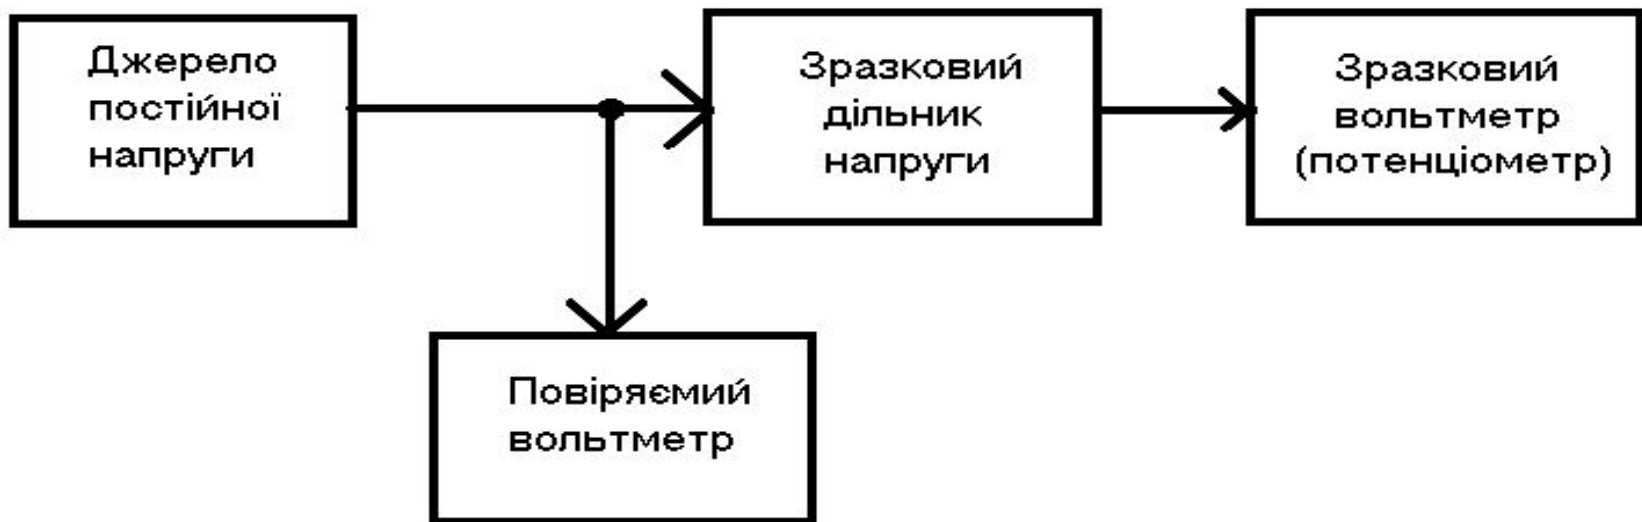 Джерело
постійної
напруги
Зразковий
дільник
напруги
Зразковий
вольтметр
(потенціометр)
Повіряємий
вольтметр